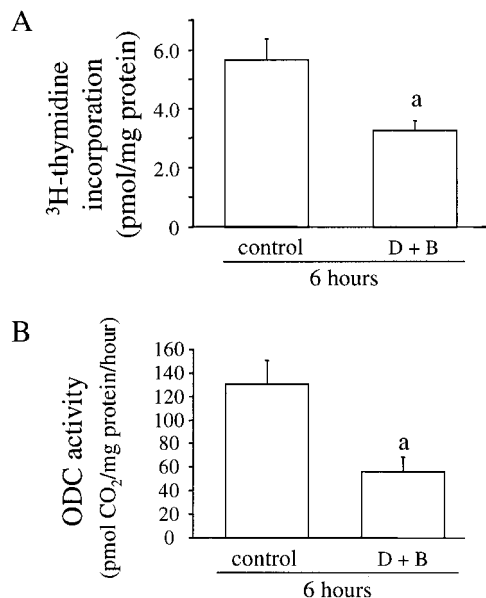 A
³H-thymidine
incorporation
(pmol/mg protein)
6.0
4.0
2.0
0
a
control D + B
6 hours
B
ODC activity
(pmol CO₂/mg protein/hour)
160
140
120
100
80
60
40
20
0
a
control D + B
6 hours